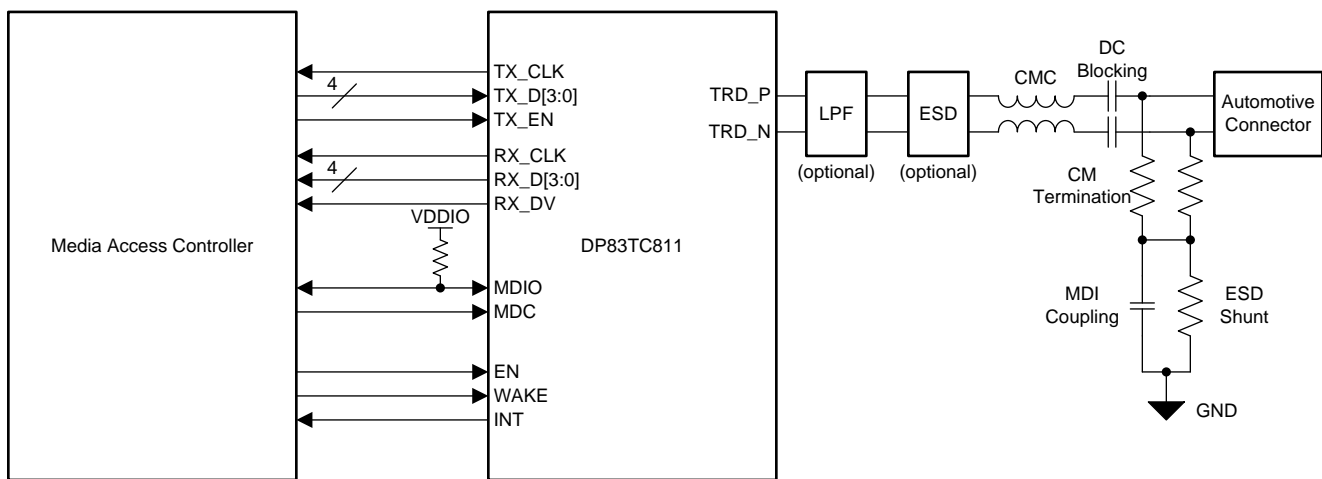 Media Access Controller
TX_CLK
4
TX_D[3:0]
TX_EN
RX_CLK
4
RX_D[3:0]
RX_DV
VDDIO
MDIO
MDC
EN
WAKE
INT
DP83TC811
TRD_P
TRD_N
LPF
(optional)
ESD
(optional)
CMC
DC
Blocking
Automotive
Connector
CM
Termination
MDI
Coupling
ESD
Shunt
GND